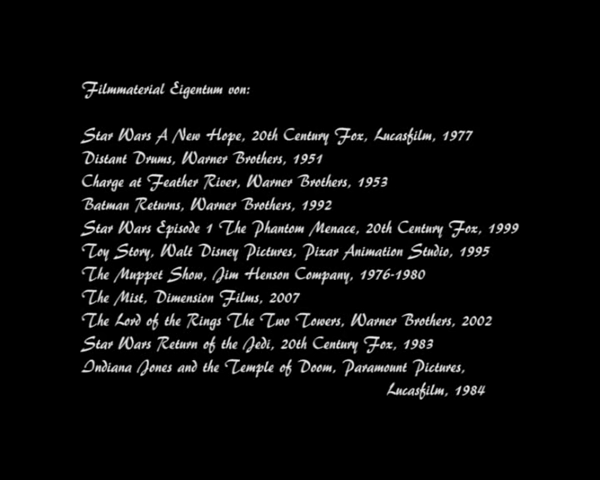 Filmmaterial Eigentum von:
Star Wars A New Hope, 20th Century Fox, Lucasfilm, 1977
Distant Drums, Warner Brothers, 1951
Charge at Feather River, Warner Brothers, 1953
Batman Returns, Warner Brothers, 1992
Star Wars Episode 1 The Phantom Menace, 20th Century Fox, 1999
Toy Story, Walt Disney Pictures, Pixar Animation Studio, 1995
The Muppet Show, Jim Henson Company, 1976-1980
The Mist, Dimension Films, 2007
The Lord of the Rings The Two Towers, Warner Brothers, 2002
Star Wars Return of the Jedi, 20th Century Fox, 1983
Indiana Jones and the Temple of Doom, Paramount Pictures,
Lucasfilm, 1984